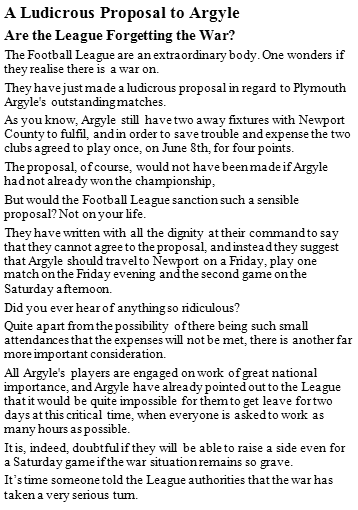 A Ludicrous Proposal to Argyle
Are the League Forgetting the War?
The Football League are an extraordinary body. One wonders if
they realise there is a war on.
They have just made a ludicrous proposal in regard to Plymouth
Argyle's outstanding matches.
As you know, Argyle still have two away fixtures with Newport
County to fulfil, and in order to save trouble and expense the two
clubs agreed to play once, on June 8th, for four points.
The proposal, of course, would not have been made if Argyle
had not already won the championship,
But would the Football League sanction such a sensible
proposal? Not on your life.
They have written with all the dignity at their command to say
that they cannot agree to the proposal, and instead they suggest
that Argyle should travel to Newport on a Friday, play one
match on the Friday evening and the second game on the
Saturday afternoon.
Did you ever hear of anything so ridiculous?
Quite apart from the possibility of there being such small
attendances that the expenses will not be met, there is another far
more important consideration.
All Argyle's players are engaged on work of great national
importance, and Argyle have already pointed out to the League
that it would be quite impossible for them to get leave for two
days at this critical time, when everyone is asked to work as
many hours as possible.
It is, indeed, doubtful if they will be able to raise a side even for
a Saturday game if the war situation remains so grave.
It's time someone told the League authorities that the war has
taken a very serious turn.